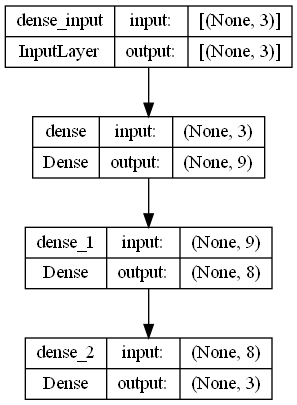 dense_input input: [(None, 3)]
InputLayer output: [(None, 3)]
dense input: (None, 3)
Dense output: (None, 9)
dense_1 input: (None, 9)
Dense output: (None, 8)
dense_2 input: (None, 8)
Dense output: (None, 3)